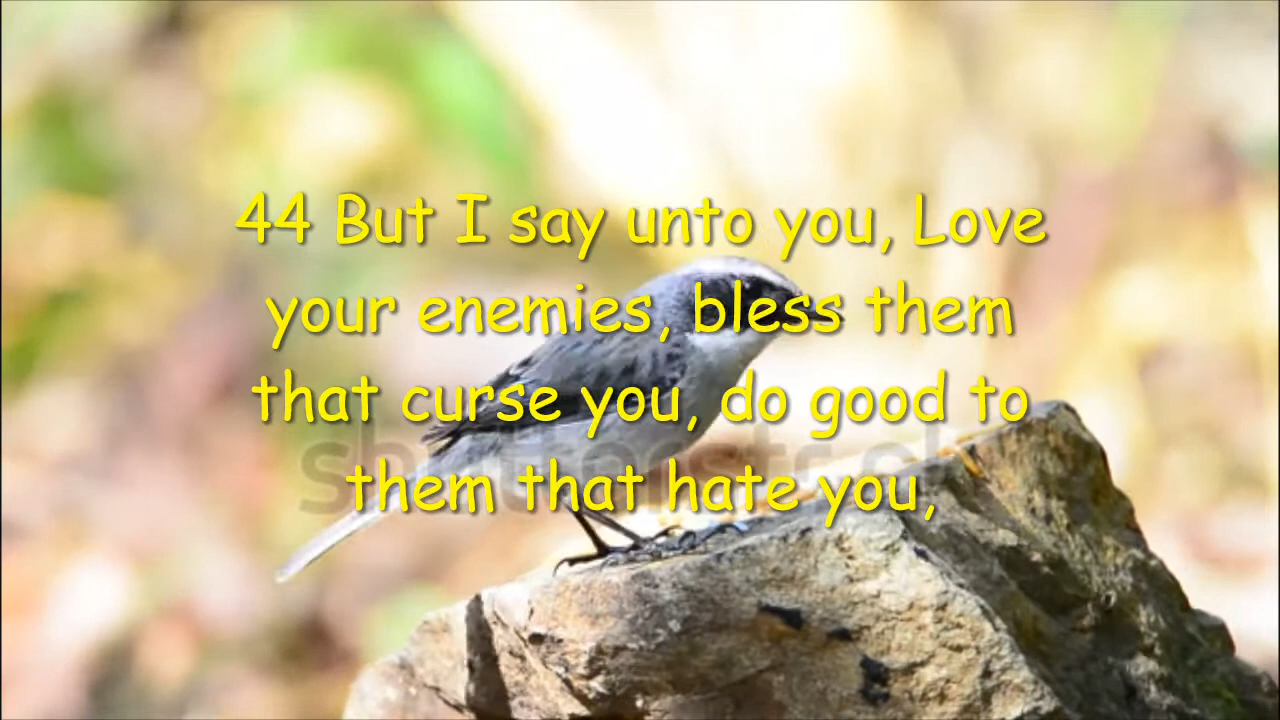 44 But I say unto you, Love
your enemies, bless them
that curse you, do good to
them that hate you,
shutterstock